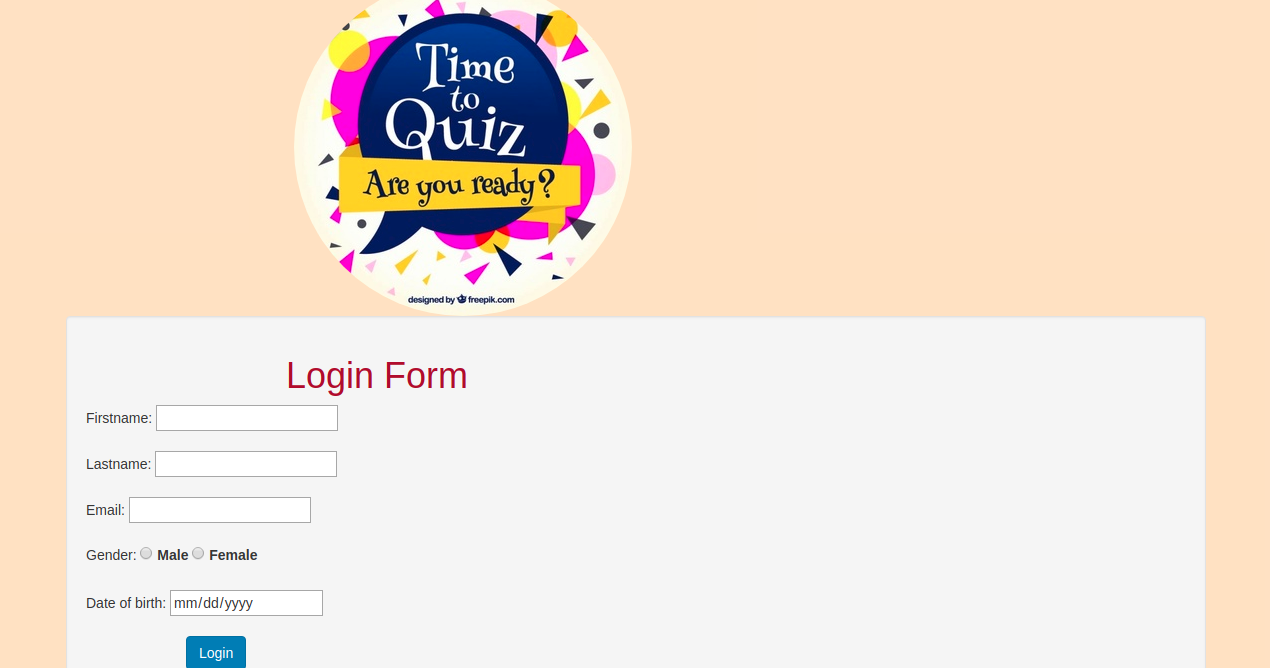 Time
to
Quiz
Are you ready?
designed by freepik.com
Login Form
Firstname:
Lastname:
Email:
Gender: Male Female
Date of birth: mm/dd/yyyy
Login